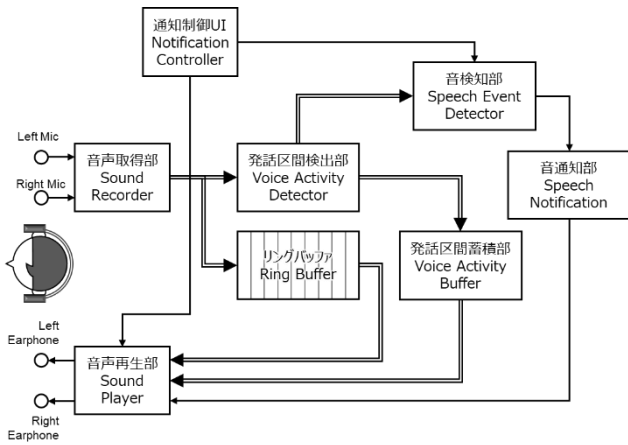 通知制御UI
Notification
Controller
音検知部
Speech Event
Detector
Left Mic
Right Mic
音声取得部
Sound
Recorder
発話区間検出部
Voice Activity
Detector
音通知部
Speech
Notification
リングバッファ
Ring Buffer
発話区間蓄積部
Voice Activity
Buffer
Left
Earphone
音声再生部
Sound
Player
Right
Earphone